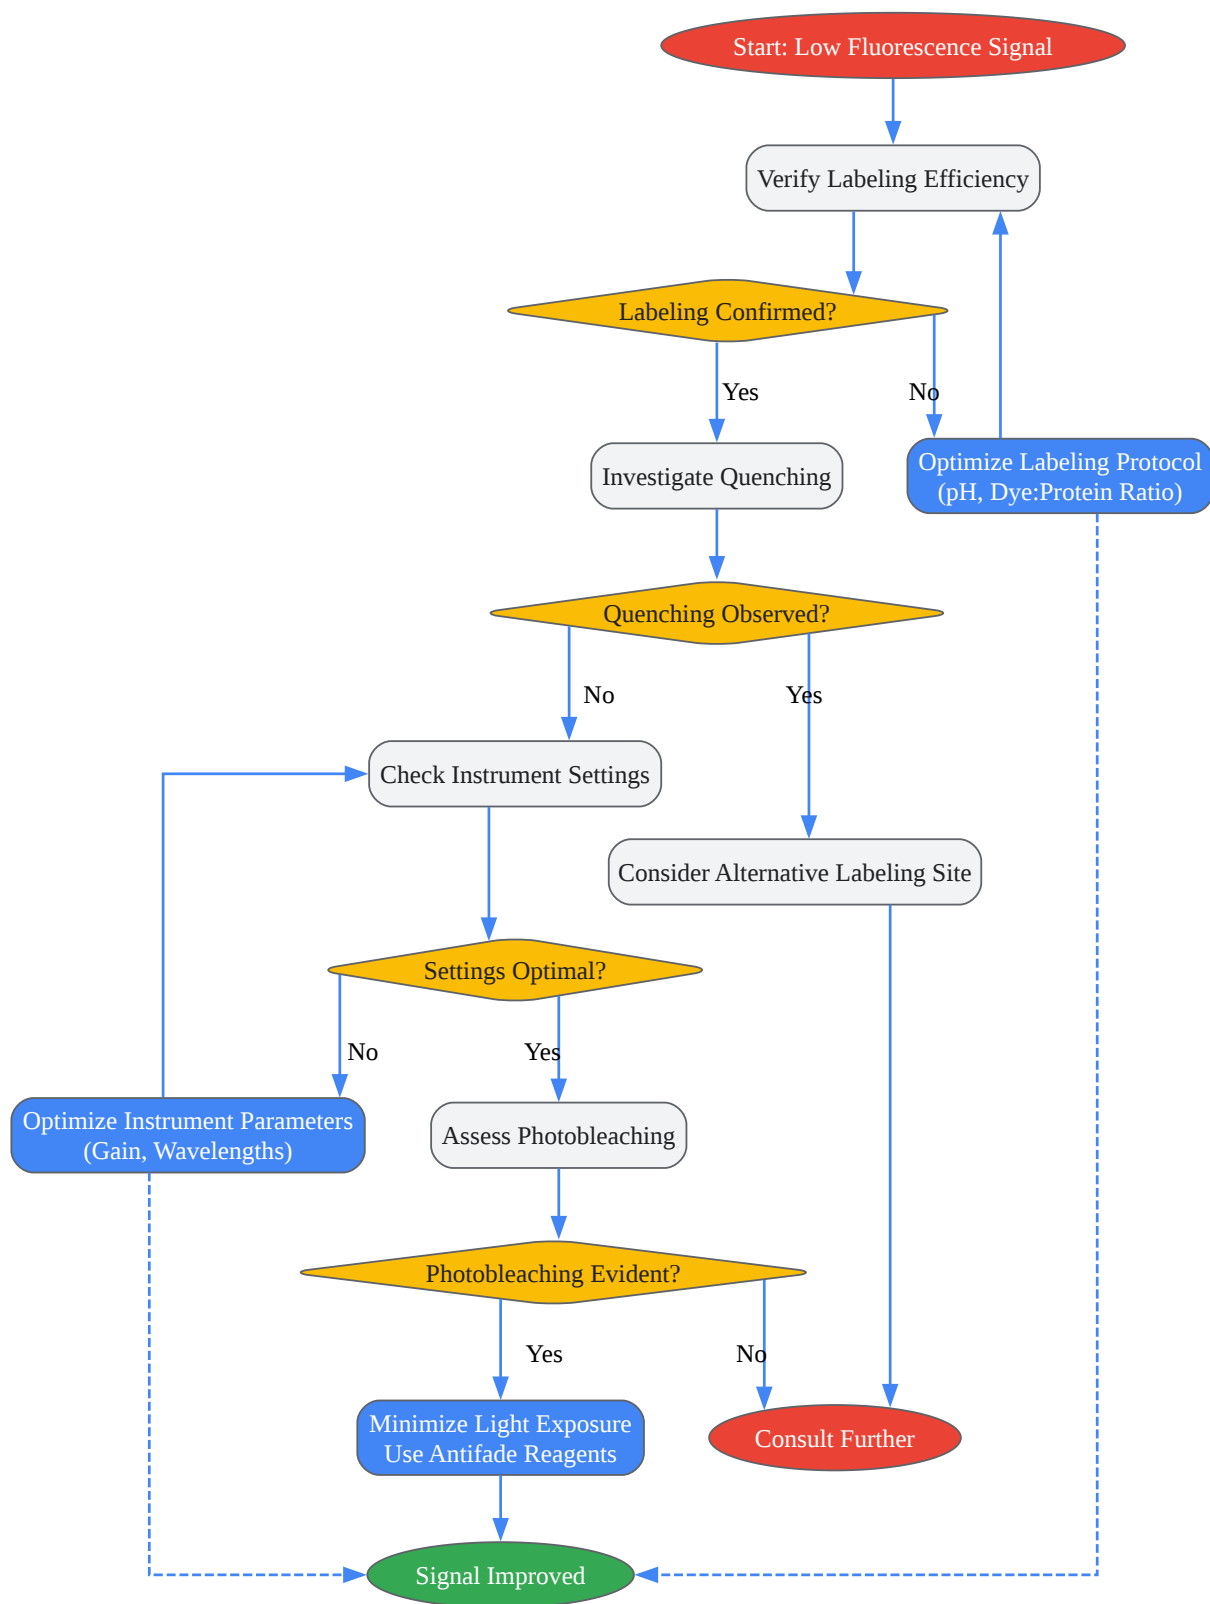 Start: Low Fluorescence Signal
Verify Labeling Efficiency
Labeling Confirmed?
Yes
No
Investigate Quenching
Optimize Labeling Protocol
(pH, Dye:Protein Ratio)
Quenching Observed?
No
Yes
Check Instrument Settings
Consider Alternative Labeling Site
Settings Optimal?
No
Yes
Optimize Instrument Parameters
(Gain, Wavelengths)
Assess Photobleaching
Photobleaching Evident?
Yes
No
Minimize Light Exposure
Use Antifade Reagents
Consult Further
Signal Improved